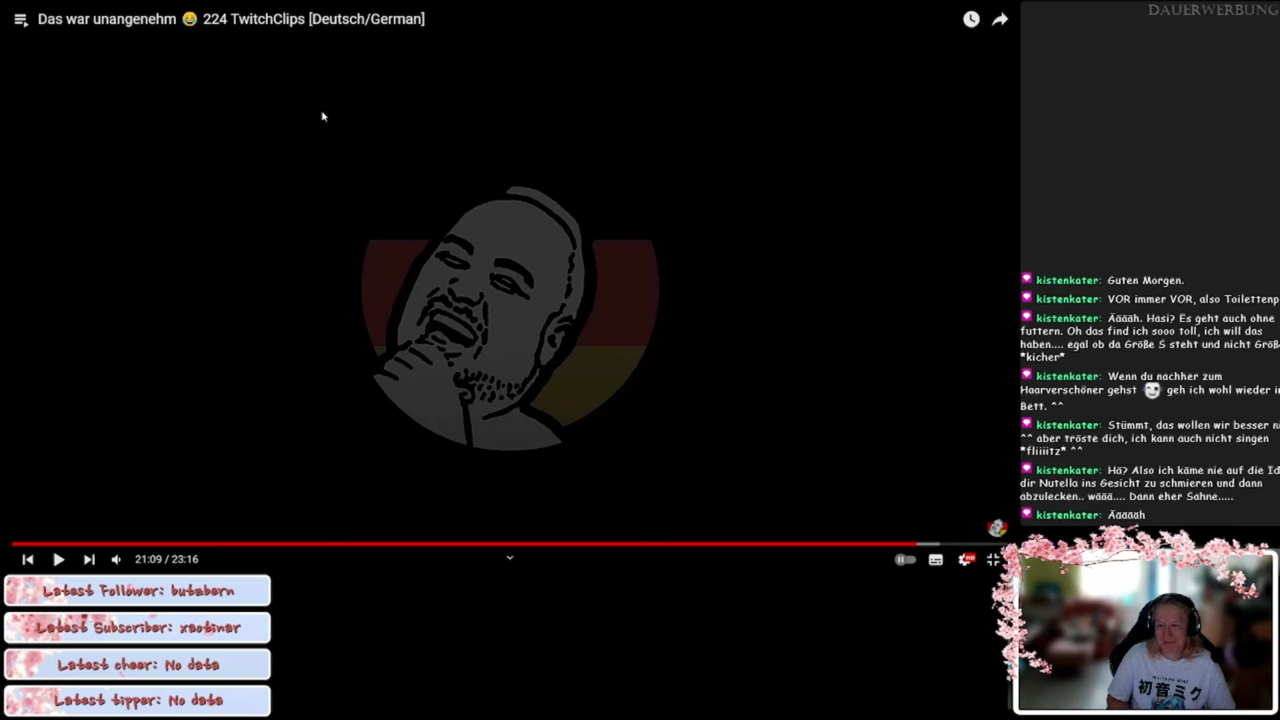 Das war unangenehm 😂 224 TwitchClips [Deutsch/German]
DAUERWERBUNG
kistenkater: Guten Morgen.
kistenkater: VOR immer VOR, also
kistenkater: Ääääh. Hasi? Es geht auch ohne
futtern. Oh das find ich sooo toll, ich will das
haben.... egal ob da Größe S steht und nicht
*kicher*
kistenkater: Wenn du nachher zum
Haarverschöner gehst geh ich wohl wieder
Bett. ^^
kistenkater: Stümmt, das wollen wir besser
^^ aber tröste dich, ich kann auch nicht singen
*fliiiitz* ^^
kistenkater: Hä? Also ich käme nie auf die
dir Nutella ins Gesicht zu schmieren und dann
abzulecken.. wäää.... Dann eher Sahne.....
kistenkater: Äääääh
21:09 / 23:16
HD
Latest Follower: butabern
Latest Subscriber: xaotinar
Latest cheer: No data
Latest tipper: No data
初音ミク